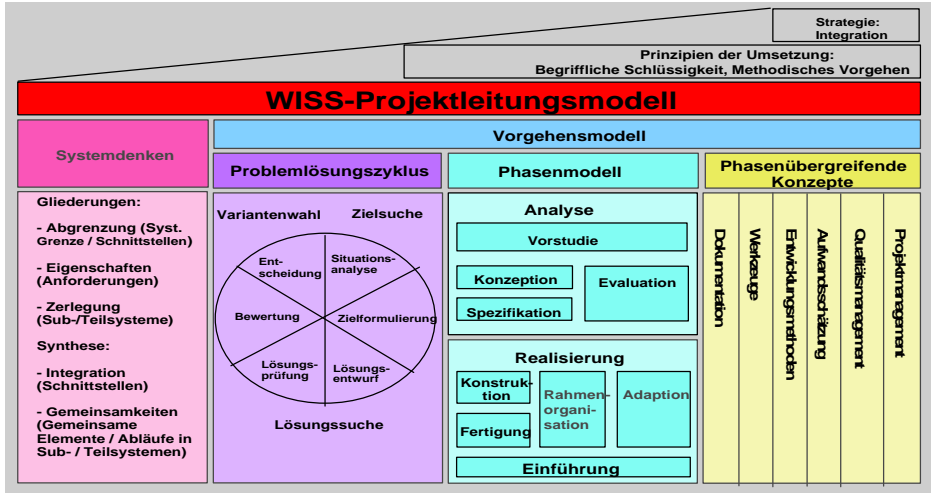 Strategie:
Integration
Prinzipien der Umsetzung:
Begriffliche Schlüssigkeit, Methodisches Vorgehen
WISS-Projektleitungsmodell
Systemdenken
Gliederungen:
- Abgrenzung (Syst.
Grenze / Schnittstellen)
- Eigenschaften
(Anforderungen)
- Zerlegung
(Sub-/Teilsysteme)
Synthese:
- Integration
(Schnittstellen)
- Gemeinsamkeiten
(Gemeinsame
Elemente / Abläufe in
Sub- / Teilsystemen)
Vorgehensmodell
Problemlösungszyklus
Variantenwahl
Zielsuche
Ent-
scheidung
Situations-
analyse
Bewertung
Zielformulierung
Lösungs-
prüfung
Lösungs-
entwurf
Lösungssuche
Phasenmodell
Analyse
Vorstudie
Konzeption
Evaluation
Spezifikation
Realisierung
Konstruk-
tion
Rahmen-
organi-
sation
Adaption
Fertigung
Einführung
Phasenübergreifende
Konzepte
Dokumentation
Werkzeuge
Entwicklungsmethoden
Aufwandsschätzung
Qualitätsmanagement
Projektmanagement